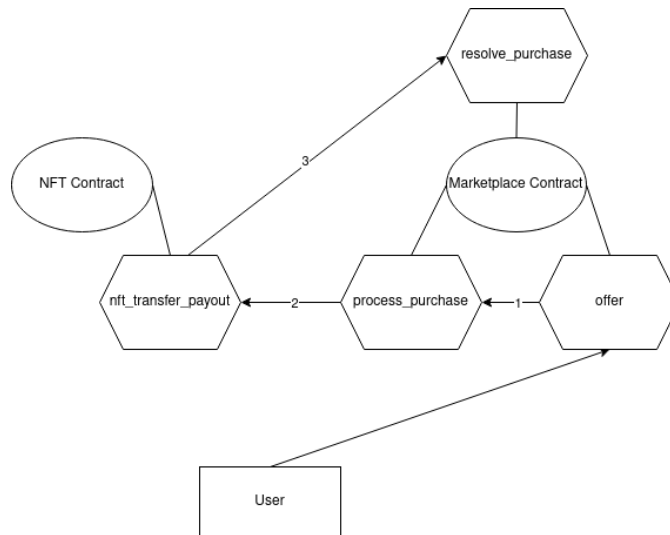 resolve_purchase
3
NFT Contract
Marketplace Contract
nft_transfer_payout
2
process_purchase
1
offer
User